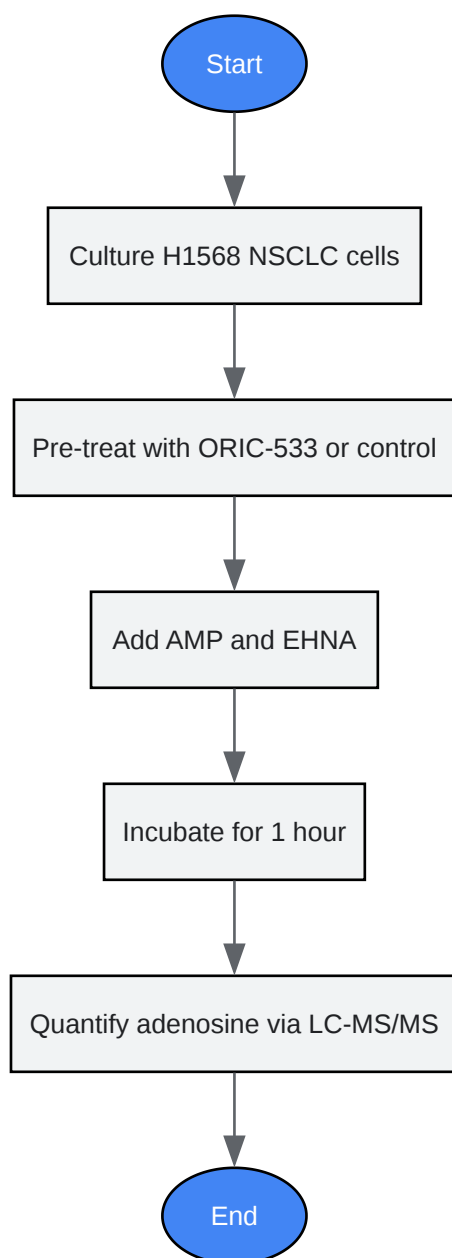 Start
Culture H1568 NSCLC cells
Pre-treat with ORIC-533 or control
Add AMP and EHNA
Incubate for 1 hour
Quantify adenosine via LC-MS/MS
End